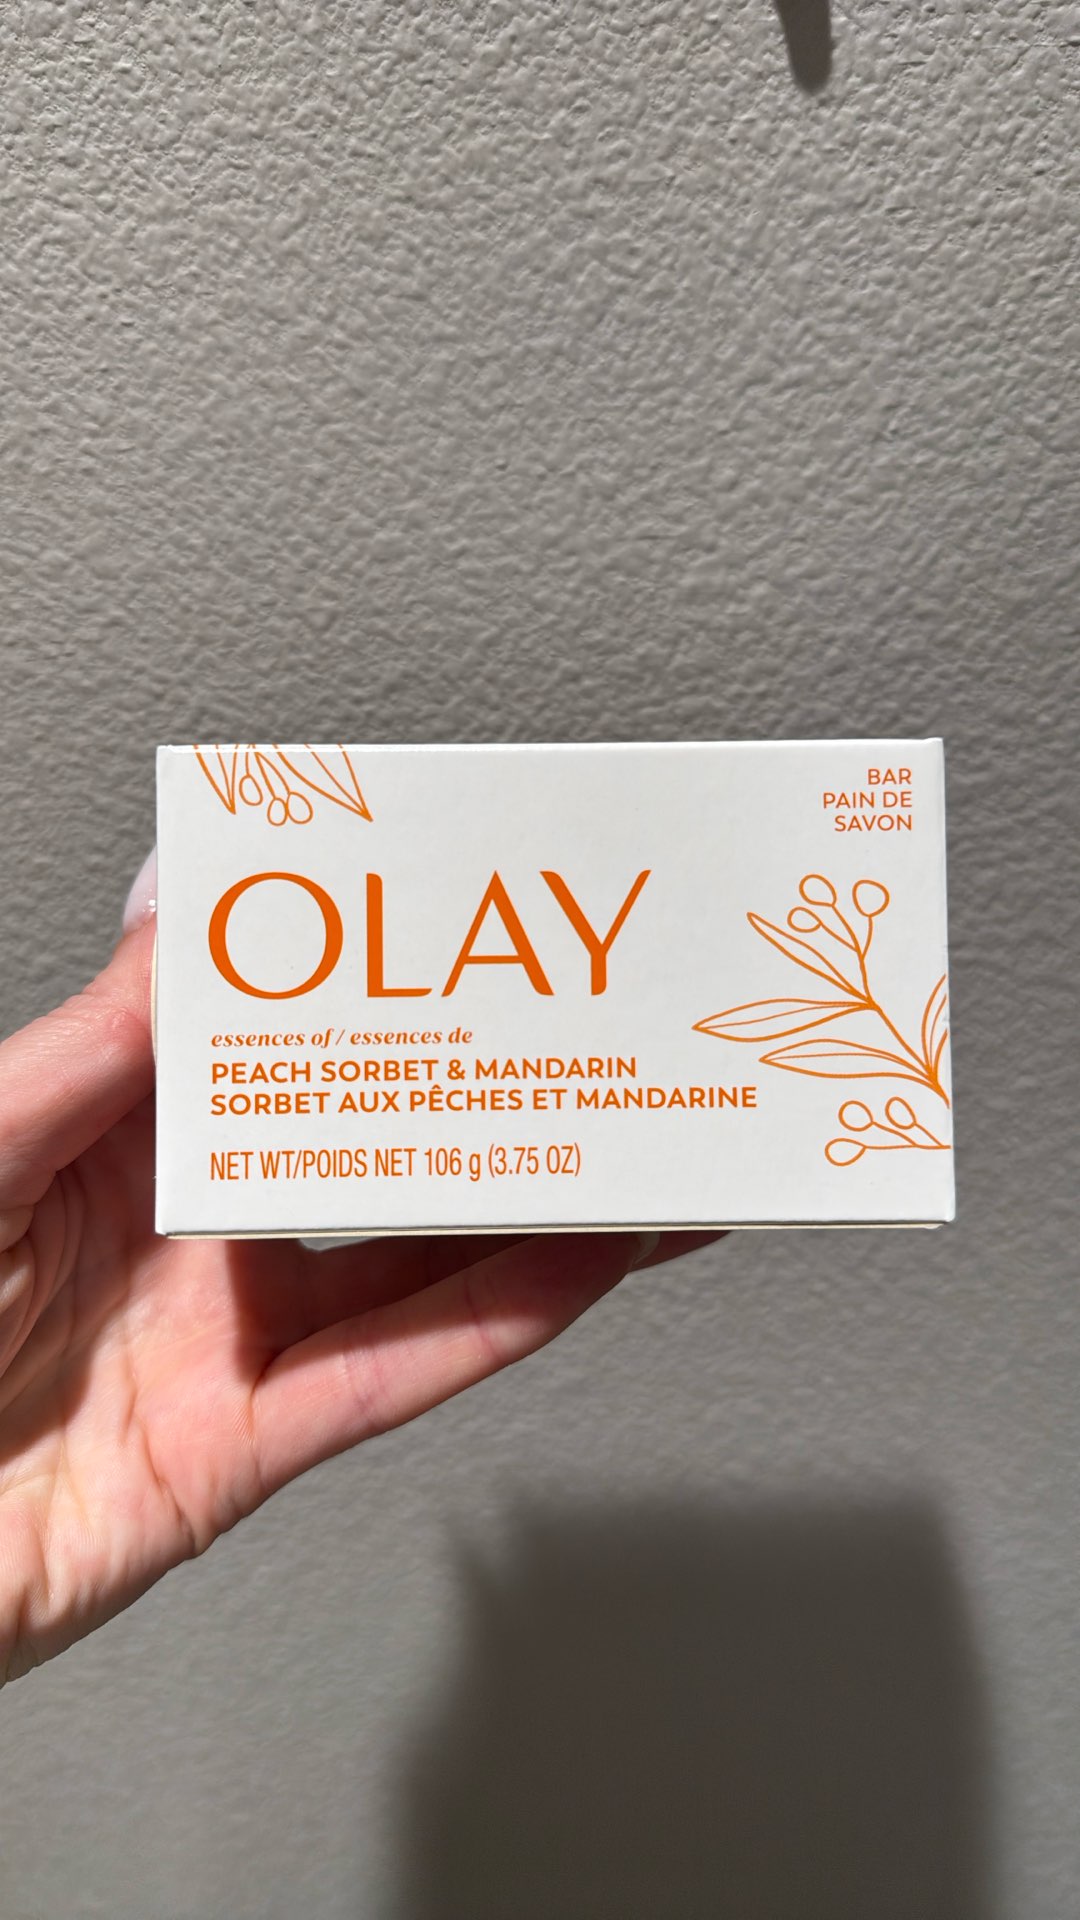 BAR
PAIN DE
SAVON
OLAY
essences of / essences de
PEACH SORBET & MANDARIN
SORBET AUX PÊCHES ET MANDARINE
NET WT/POIDS NET 106 g (3.75 OZ)